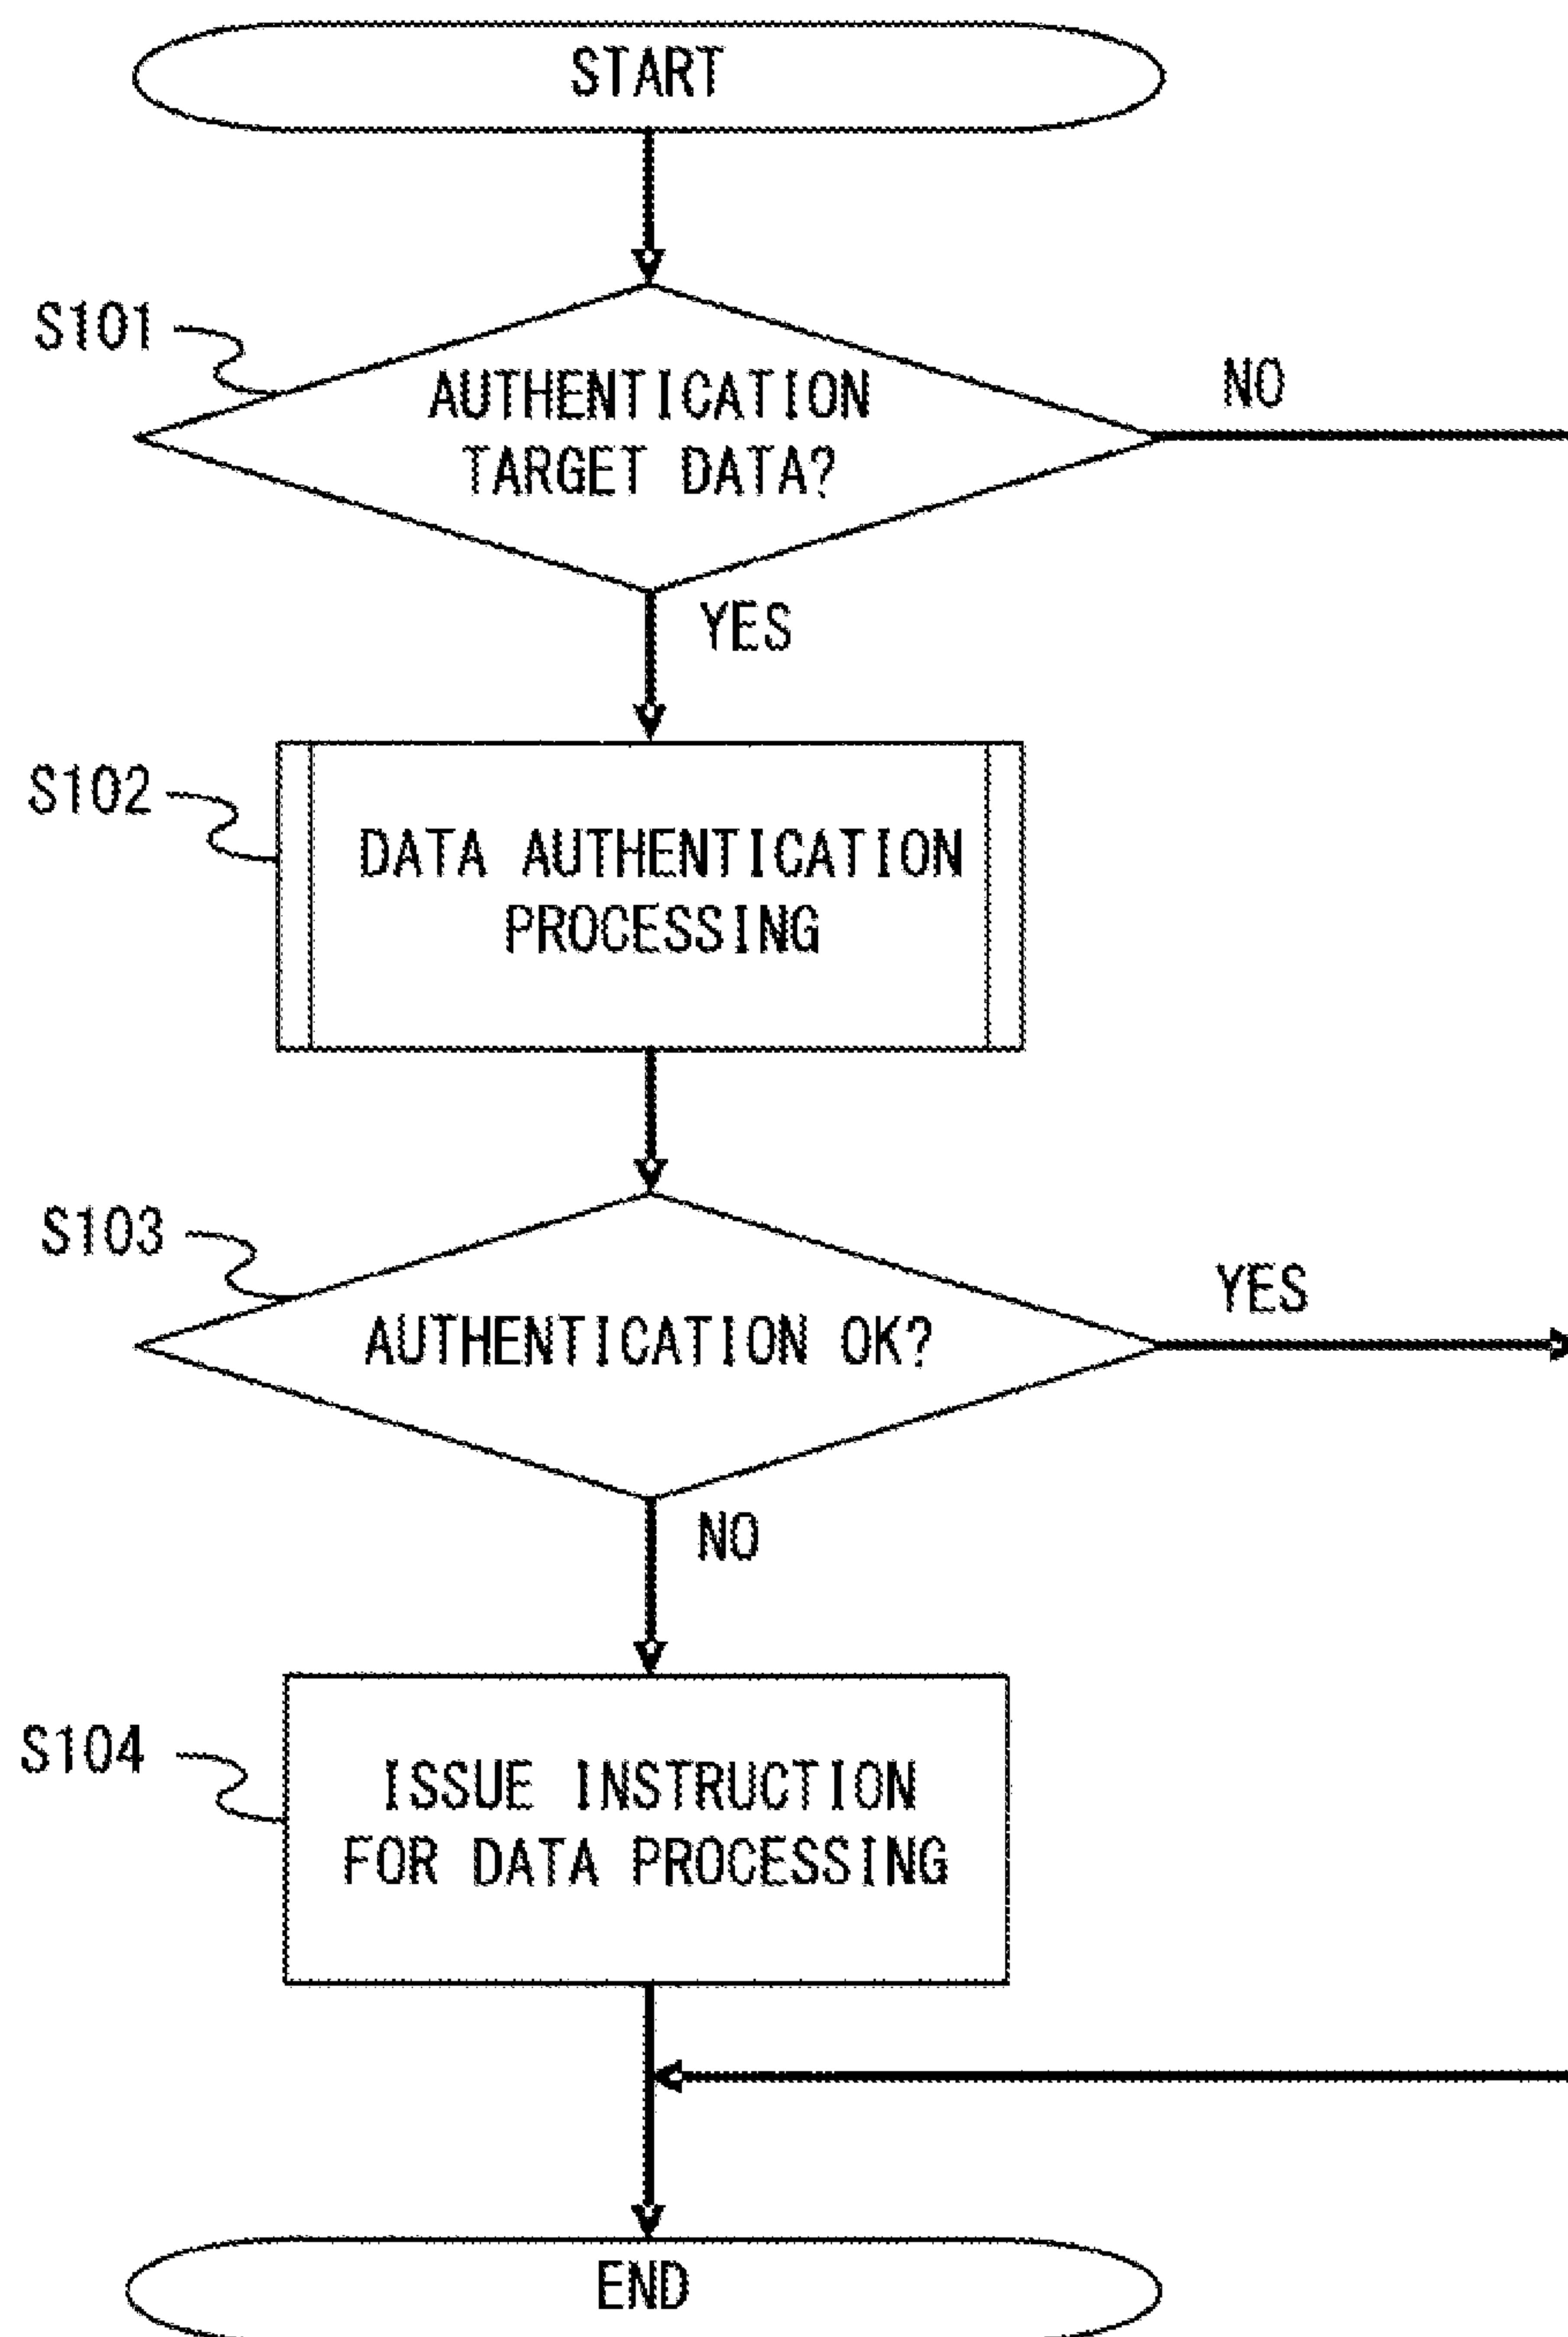 START
S101
AUTHENTICATION
TARGET DATA?
NO
YES
S102
DATA AUTHENTICATION
PROCESSING
S103
AUTHENTICATION OK?
YES
NO
S104
ISSUE INSTRUCTION
FOR DATA PROCESSING
END